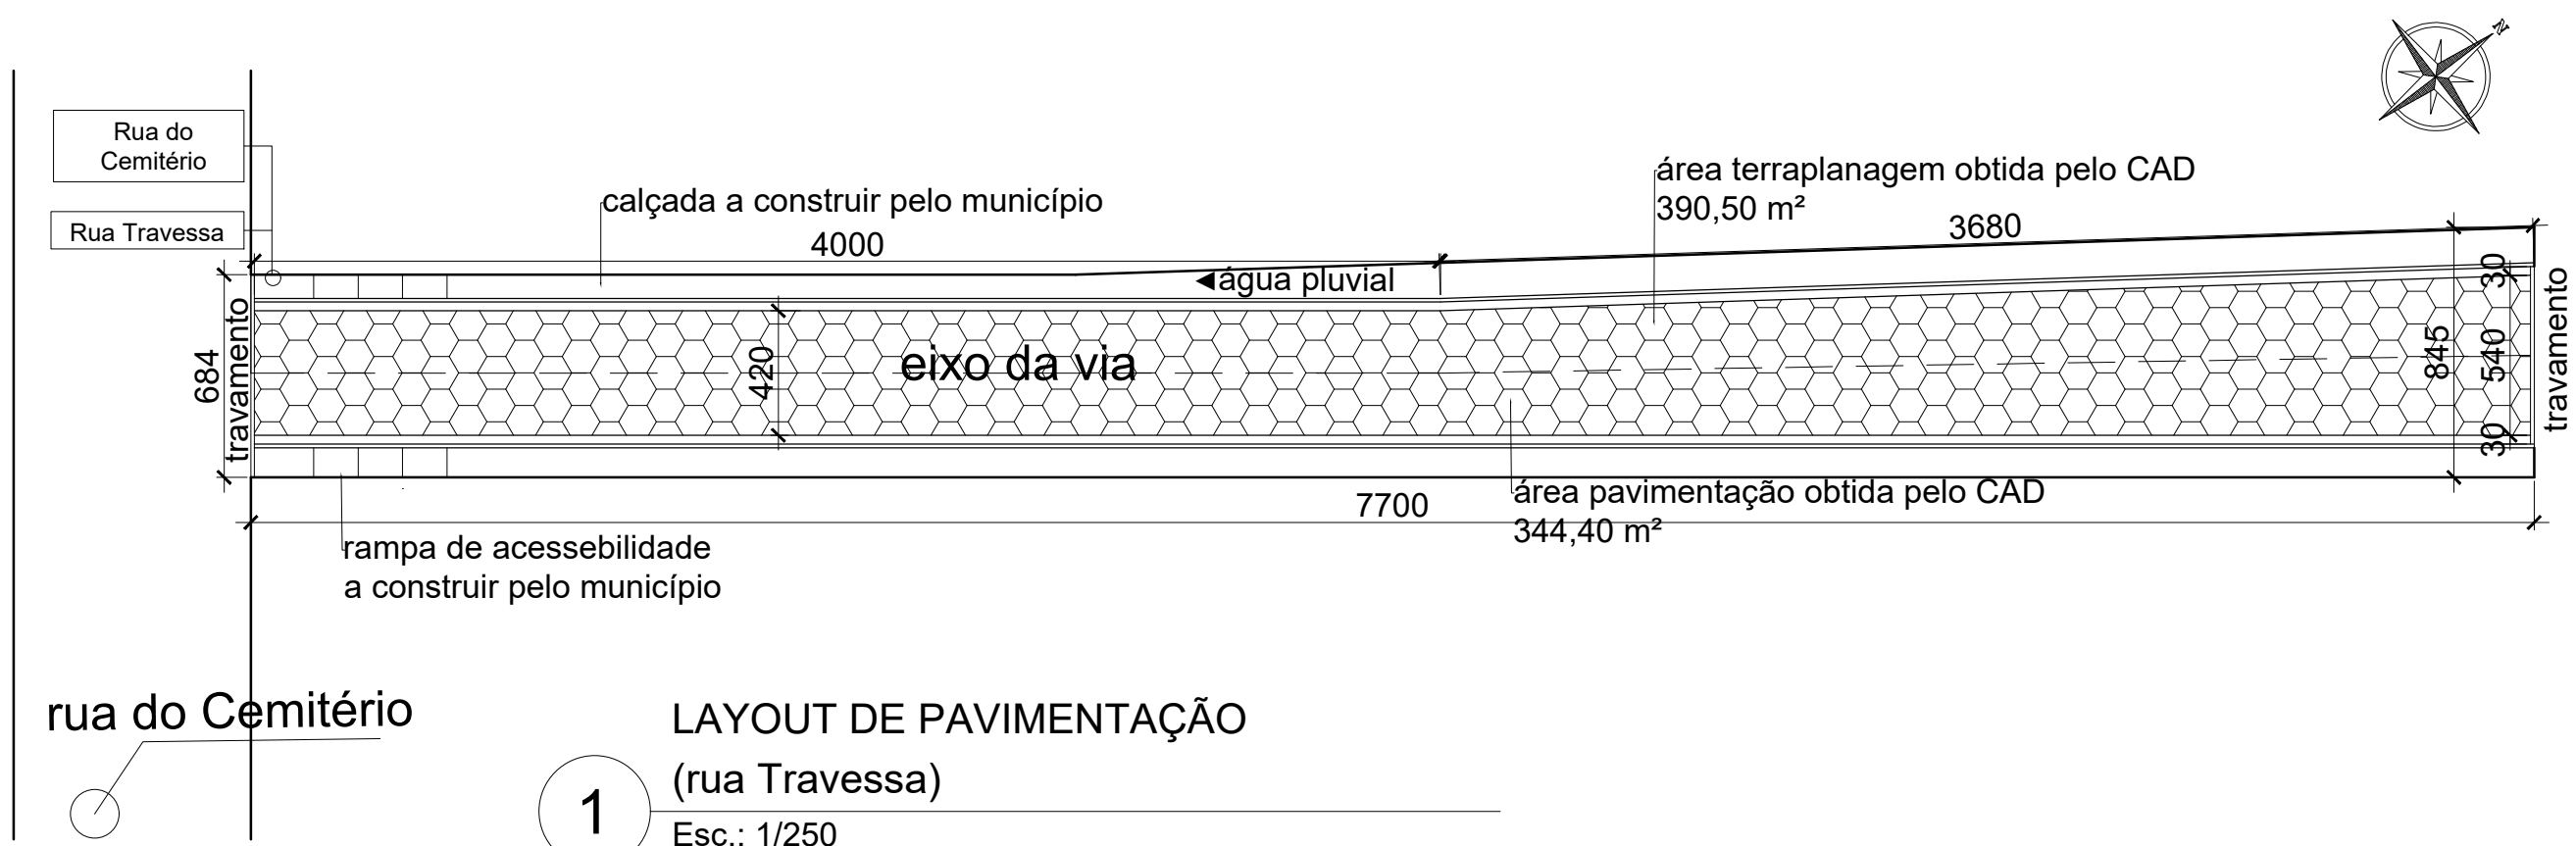 N
Rua do
Cemitério
Rua Travessa
calçada a construir pelo município
4000
área terraplanagem obtida pelo CAD
390,50 m²
3680
água pluvial
684
travamento
420
eixo da via
845
30
540
30
travamento
7700
área pavimentação obtida pelo CAD
344,40 m²
rampa de acessebilidade
a construir pelo município
rua do Cemitério
LAYOUT DE PAVIMENTAÇÃO
(rua Travessa)
1
Esc.: 1/250